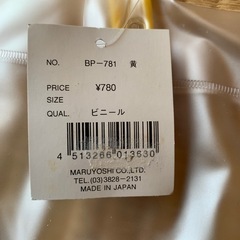 NO. BP-781 黄
PRICE ¥780
SIZE
QUAL. ビニール
4 513266 013530
MARUYOSHI CO.,LTD.
TEL.(03)3828-2131
MADE IN JAPAN